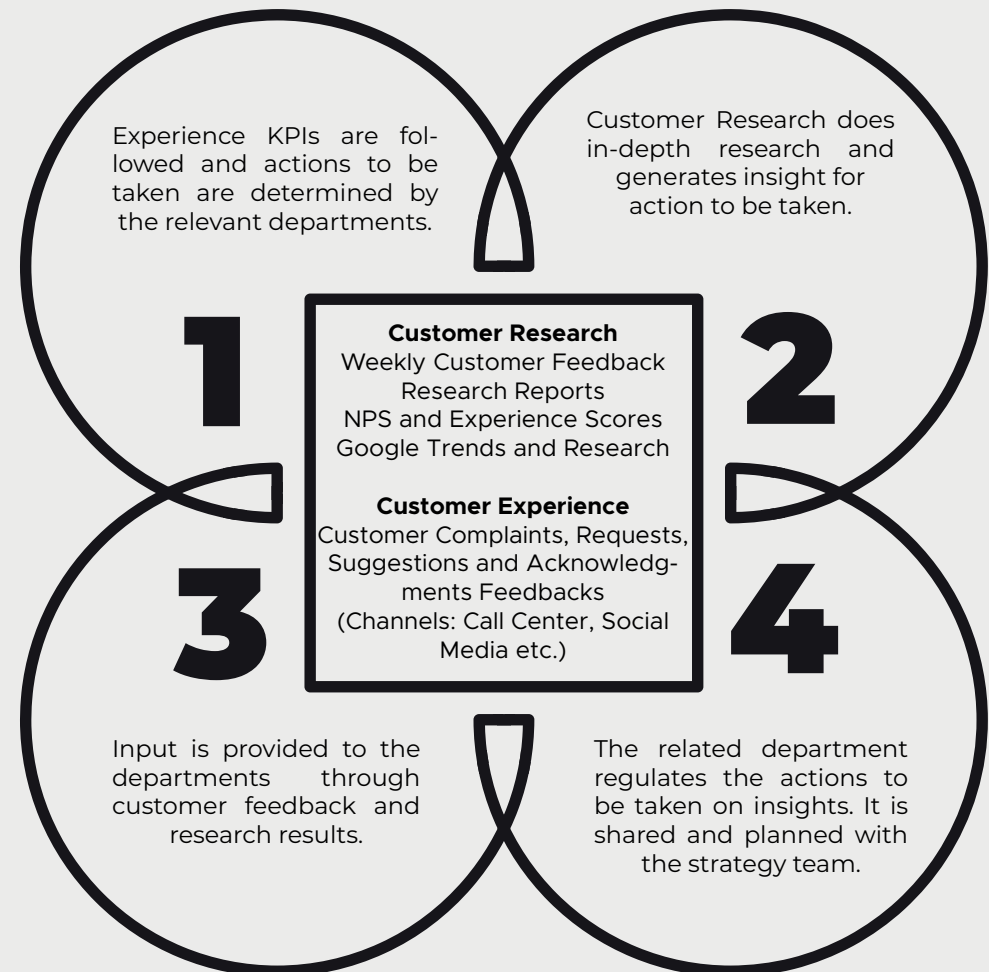 Experience KPIs are fol-
lowed and actions to be
taken are determined by
the relevant departments.
1
Customer Research does
in-depth research and
generates insight for
action to be taken.
2
Customer Research
Weekly Customer Feedback
Research Reports
NPS and Experience Scores
Google Trends and Research
Customer Experience
Customer Complaints, Requests,
Suggestions and Acknowledg-
ments Feedbacks
(Channels: Call Center, Social
Media etc.)
3
Input is provided to the
departments through
customer feedback and
research results.
4
The related department
regulates the actions to
be taken on insights. It is
shared and planned with
the strategy team.